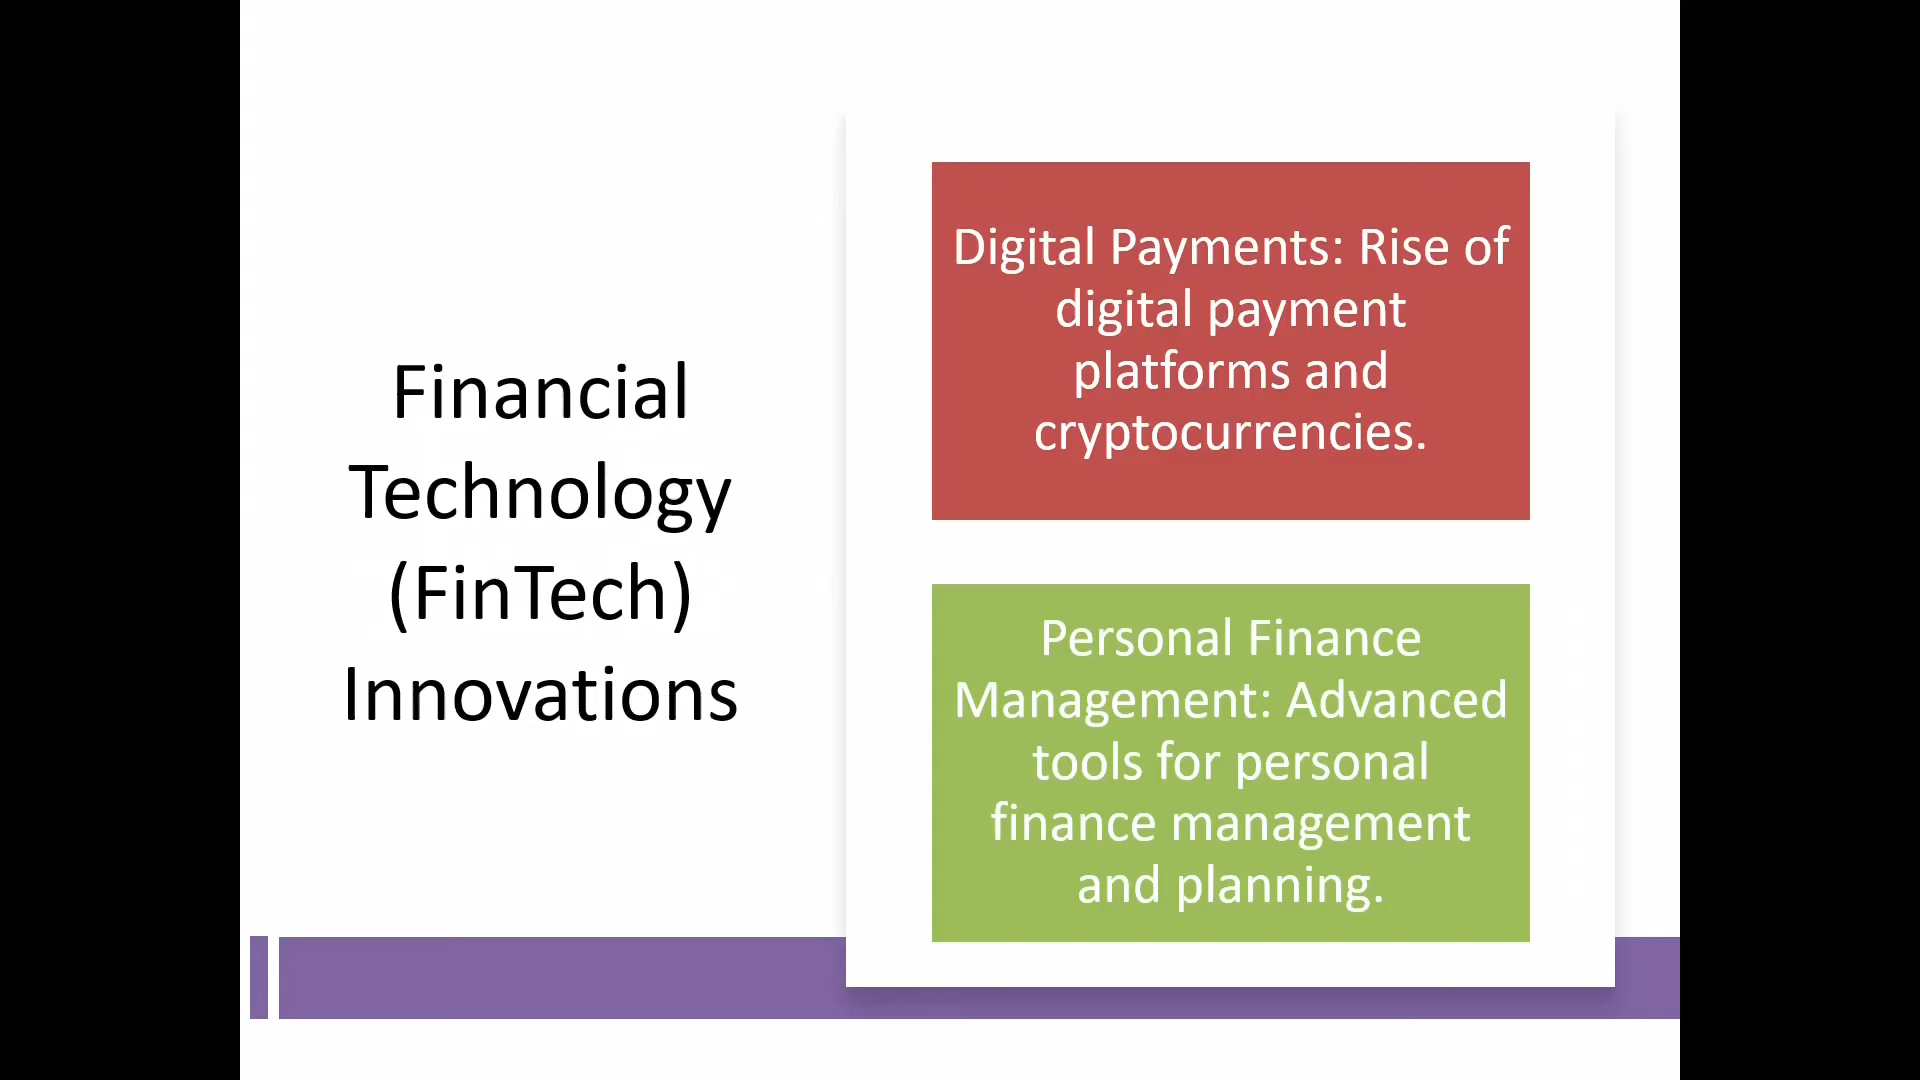 Financial
Technology
(FinTech)
Innovations
Digital Payments: Rise of
digital payment
platforms and
cryptocurrencies.
Personal Finance
Management: Advanced
tools for personal
finance management
and planning.